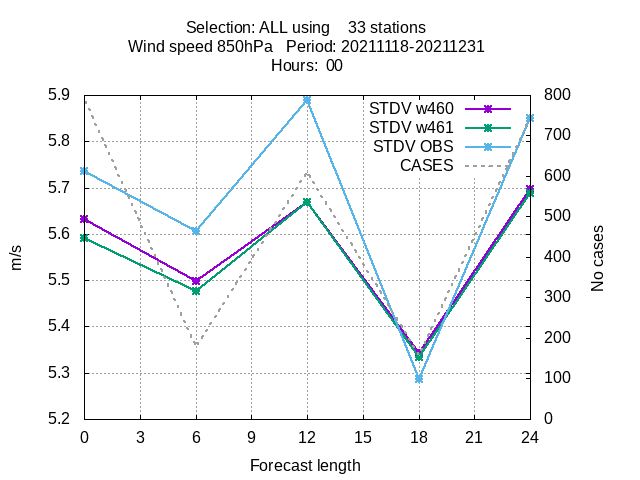 Selection: ALL using 33 stations
Wind speed 850hPa Period: 20211118-20211231
Hours: 00
5.9
5.8
5.7
5.6
5.5
5.4
5.3
5.2
m/s
STDV w460
STDV w461
STDV OBS
CASES
800
700
600
500
400
300
200
100
0
No cases
0 3 6 9 12 15 18 21 24
Forecast length